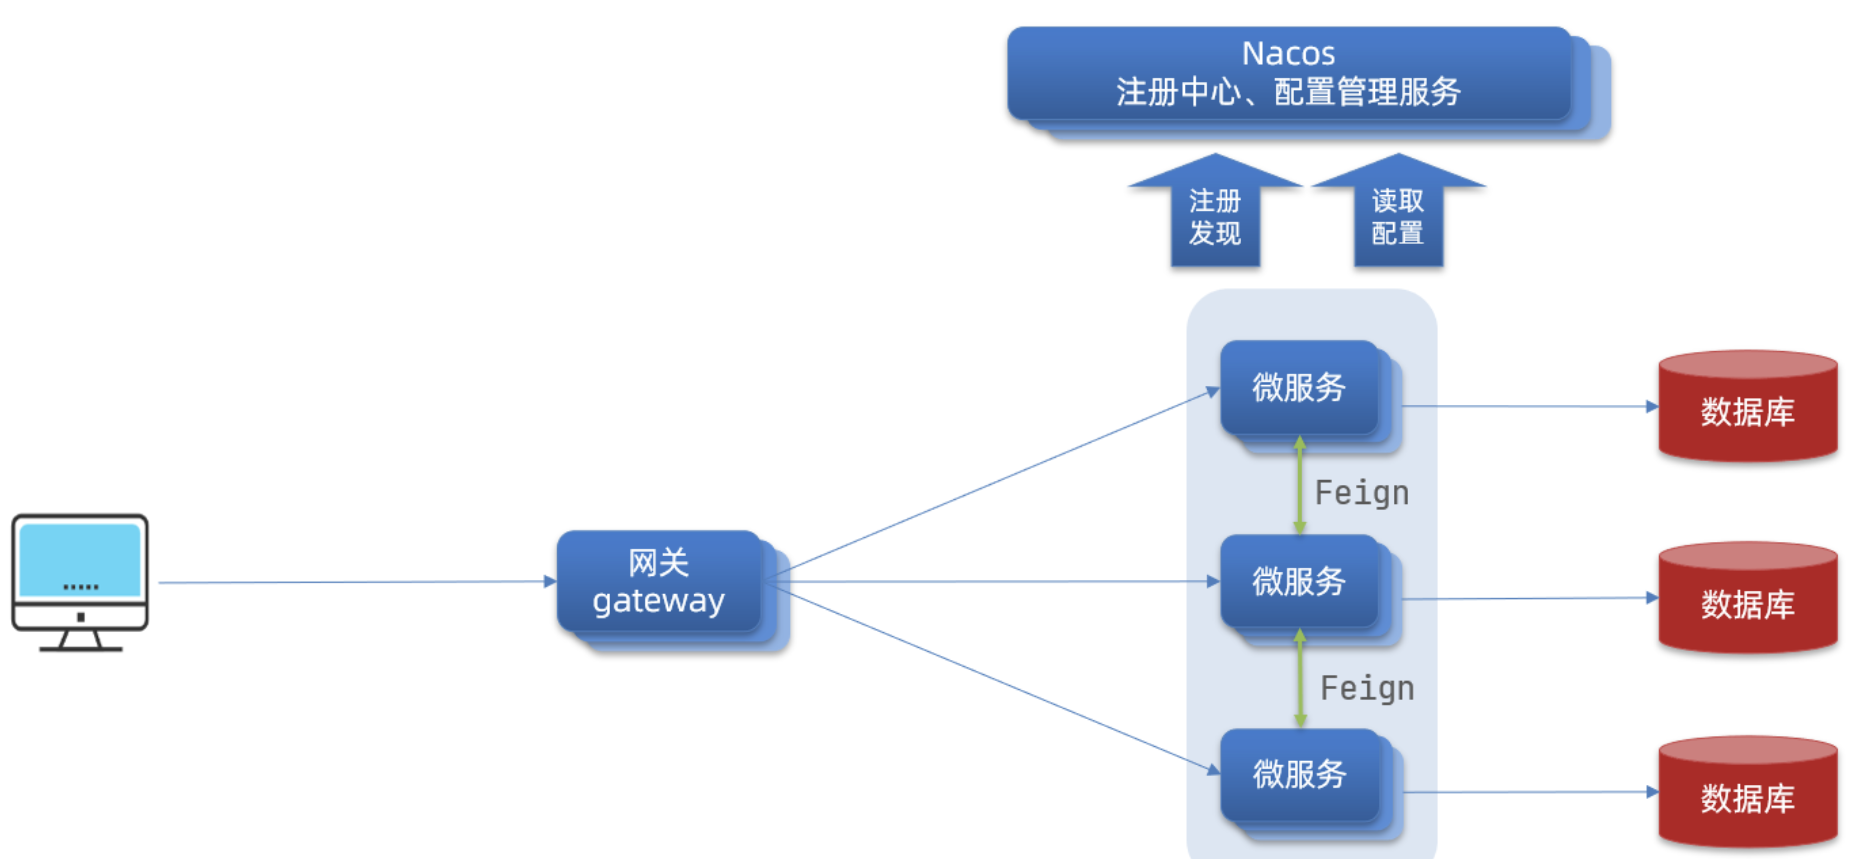 Nacos
注册中心、配置管理服务
注册
发现
读取
配置
微服务
数据库
Feign
网关
gateway
微服务
数据库
Feign
微服务
数据库